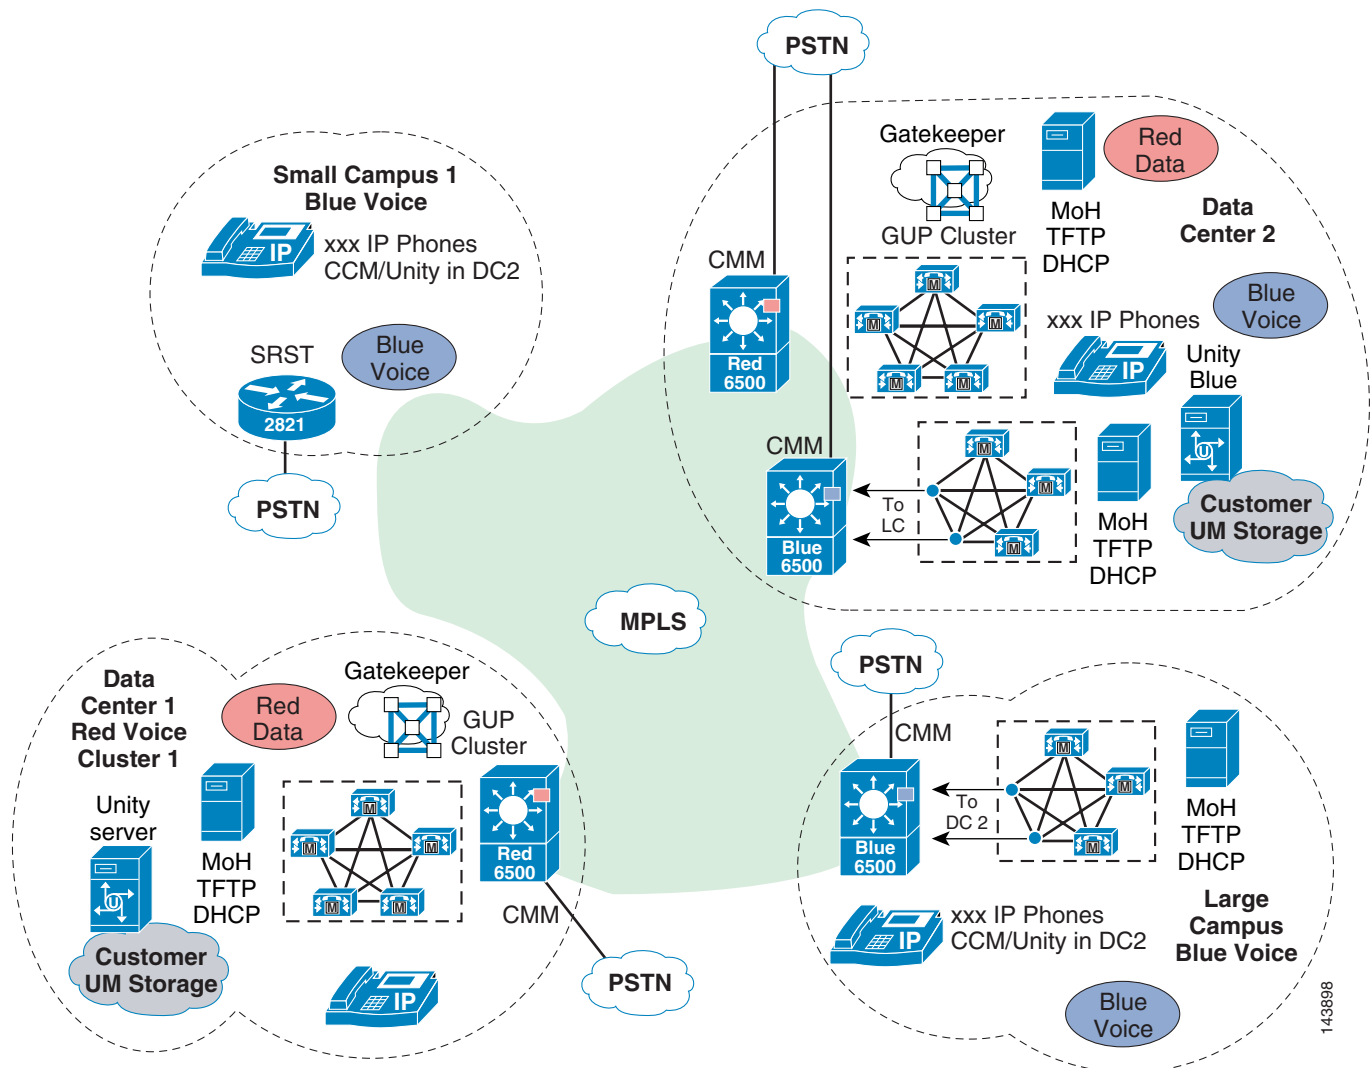 PSTN
Small Campus 1
Blue Voice
IP
xxx IP Phones
CCM/Unity in DC2
SRST
Blue
Voice
2821
PSTN
Gatekeeper
GUP Cluster
MoH
TFTP
DHCP
Red
Data
Data
Center 2
CMM
Red
6500
M
M
M
M
M
xxx IP Phones
IP
Blue
Voice
Unity
Blue
U
Customer
UM Storage
CMM
Blue
6500
To
LC
M
M
M
MoH
TFTP
DHCP
MPLS
Data
Center 1
Red Voice
Cluster 1
Red
Data
Gatekeeper
GUP
Cluster
Unity
server
U
Customer
UM Storage
MoH
TFTP
DHCP
M
M
M
M
M
Red
6500
CMM
PSTN
IP
PSTN
CMM
Blue
6500
To
DC 2
M
M
M
MoH
TFTP
DHCP
IP
xxx IP Phones
CCM/Unity in DC2
Large
Campus
Blue Voice
Blue
Voice
143898